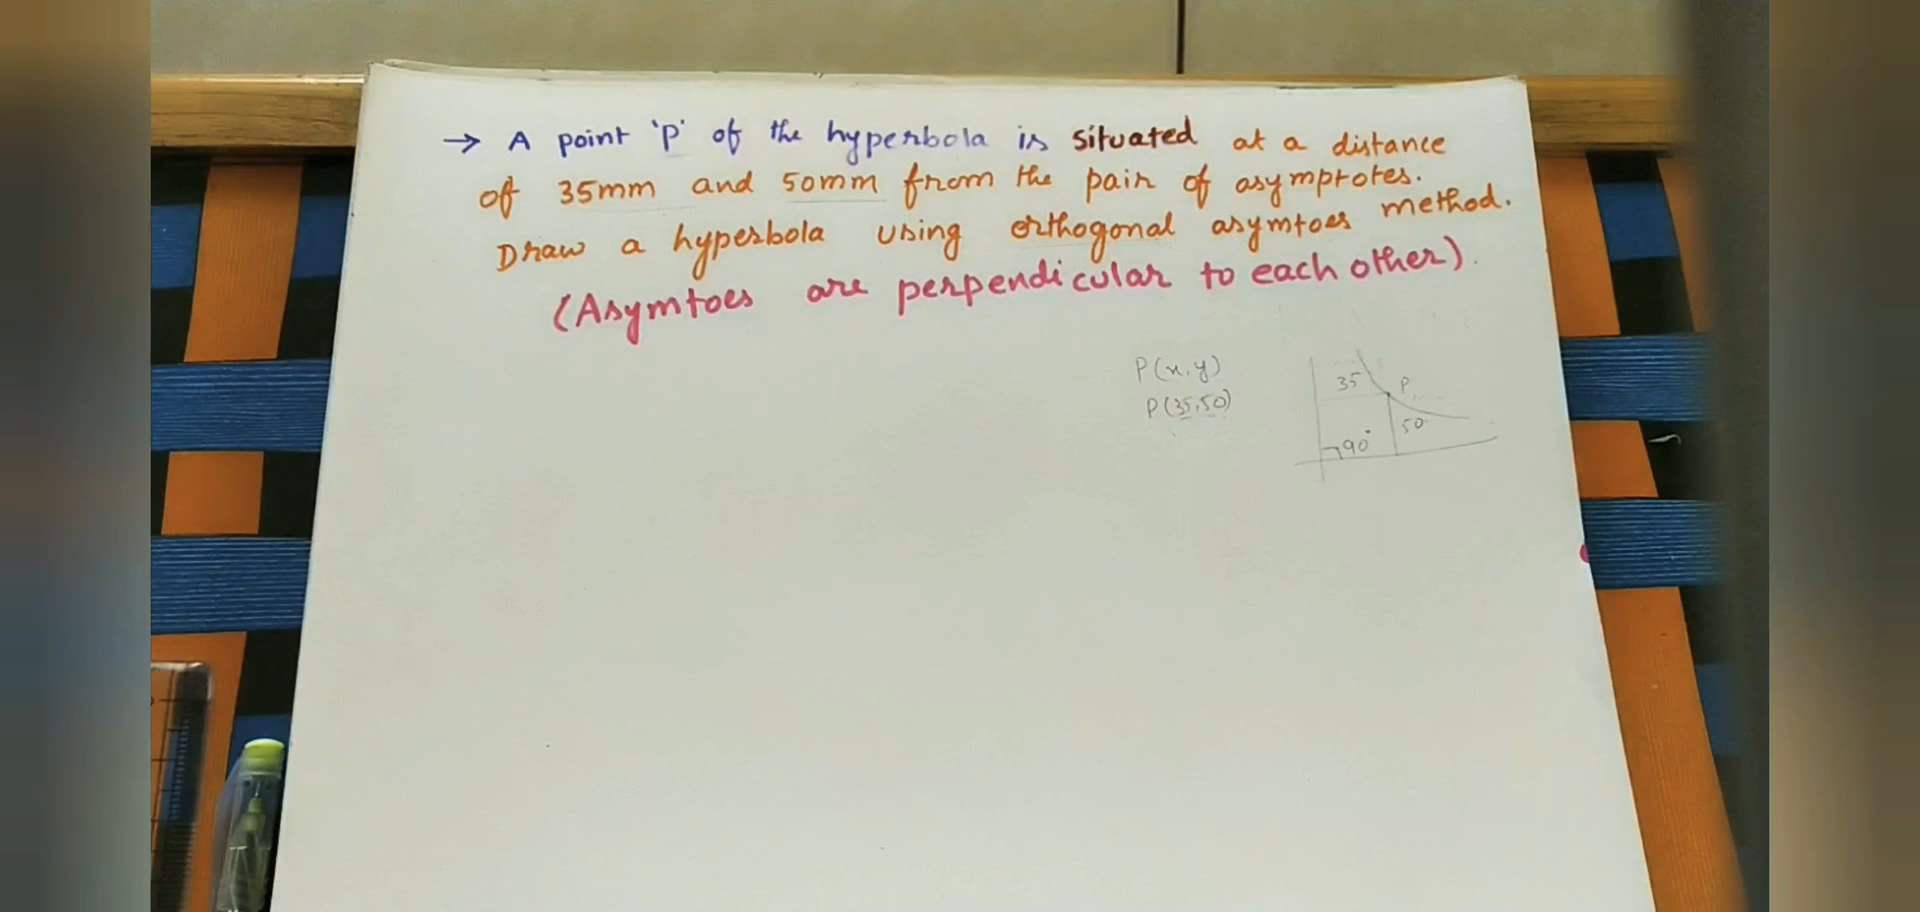 → A point 'P' of the hyperbola is situated at a distance
of 35mm and 50mm from the pair of asymptotes.
Draw a hyperbola using orthogonal asymtoes method.
(Asymtoes are perpendicular to each other).
P(x,y)
P(35,50)
35 P
50
90°